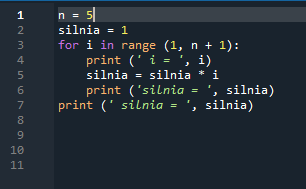 1 n = 5
2 silnia = 1
3 for i in range (1, n + 1):
4     print (' i = ', i)
5     silnia = silnia * i
6     print ('silnia = ', silnia)
7 print (' silnia = ', silnia)
8
9
10
11